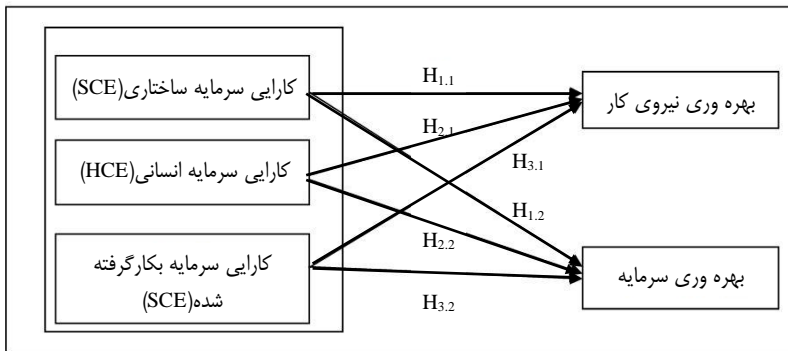 کارایی سرمایه ساختاری(SCE)
کارایی سرمایه انسانی(HCE)
کارایی سرمایه بکارگرفته
شده(SCE)
H1.1
H2.1
H3.1
H1.2
H2.2
H3.2
بهره وری نیروی کار
بهره وری سرمایه